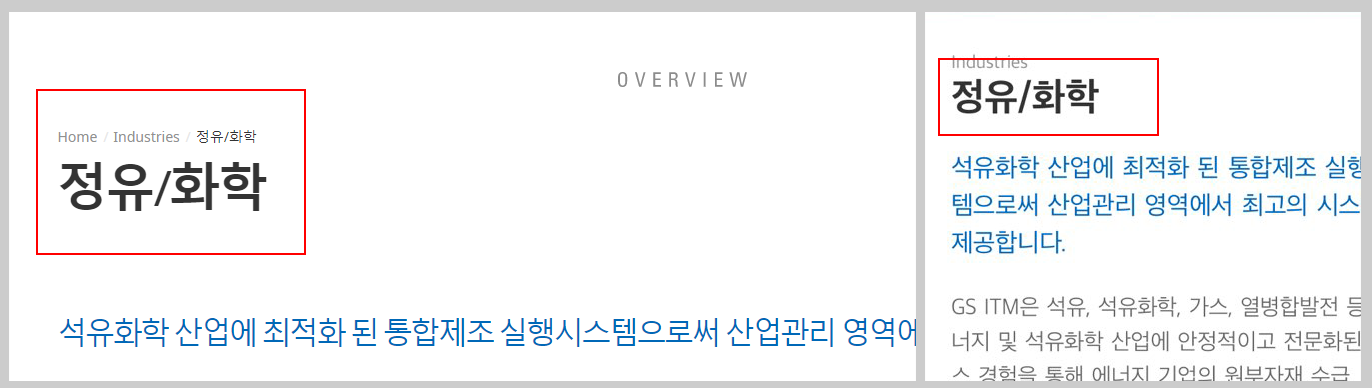 OVERVIEW
Home / Industries / 정유/화학
정유/화학
석유화학 산업에 최적화 된 통합제조 실행시스템으로써 산업관리 영역에
Industries
정유/화학
석유화학 산업에 최적화 된 통합제조 실행
템으로써 산업관리 영역에서 최고의 시스
제공합니다.
GS ITM은 석유, 석유화학, 가스, 열병합발전 등
너지 및 석유화학 산업에 안정적이고 전문화된
스 경험을 통해 에너지 기업의 원부자재 수급